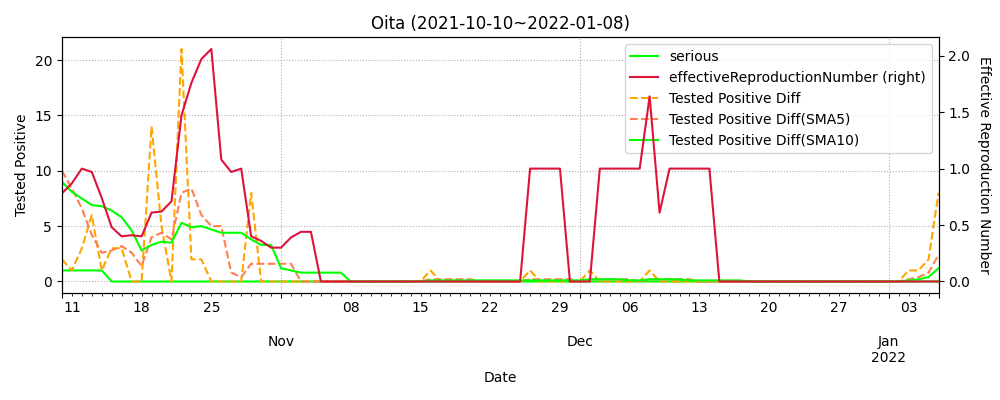 Oita (2021-10-10~2022-01-08)
serious
effectiveReproductionNumber (right)
Tested Positive Diff
Tested Positive Diff(SMA5)
Tested Positive Diff(SMA10)
Tested Positive
20
15
10
5
0
2.0
1.5
1.0
0.5
0.0
Effective Reproduction Number
11 18 25 08 15 22 29 06 13 20 27 03
Nov Dec Jan
2022
Date